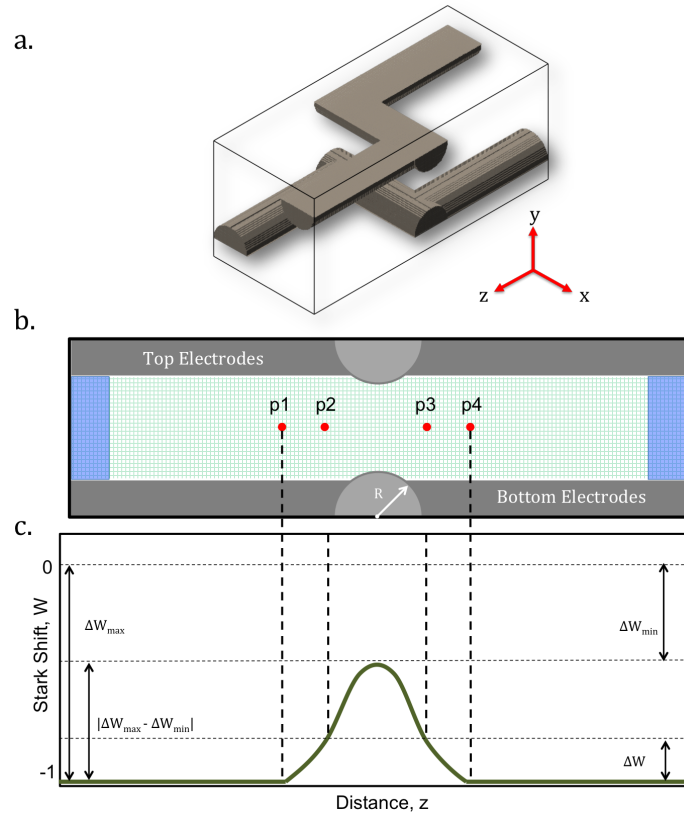 a.
y
z
x
b.
Top Electrodes
p1
p2
p3
p4
R
Bottom Electrodes
c.
0
ΔWmax
ΔWmin
Stark Shift, W
|ΔWmax - ΔWmin|
ΔW
-1
Distance, z